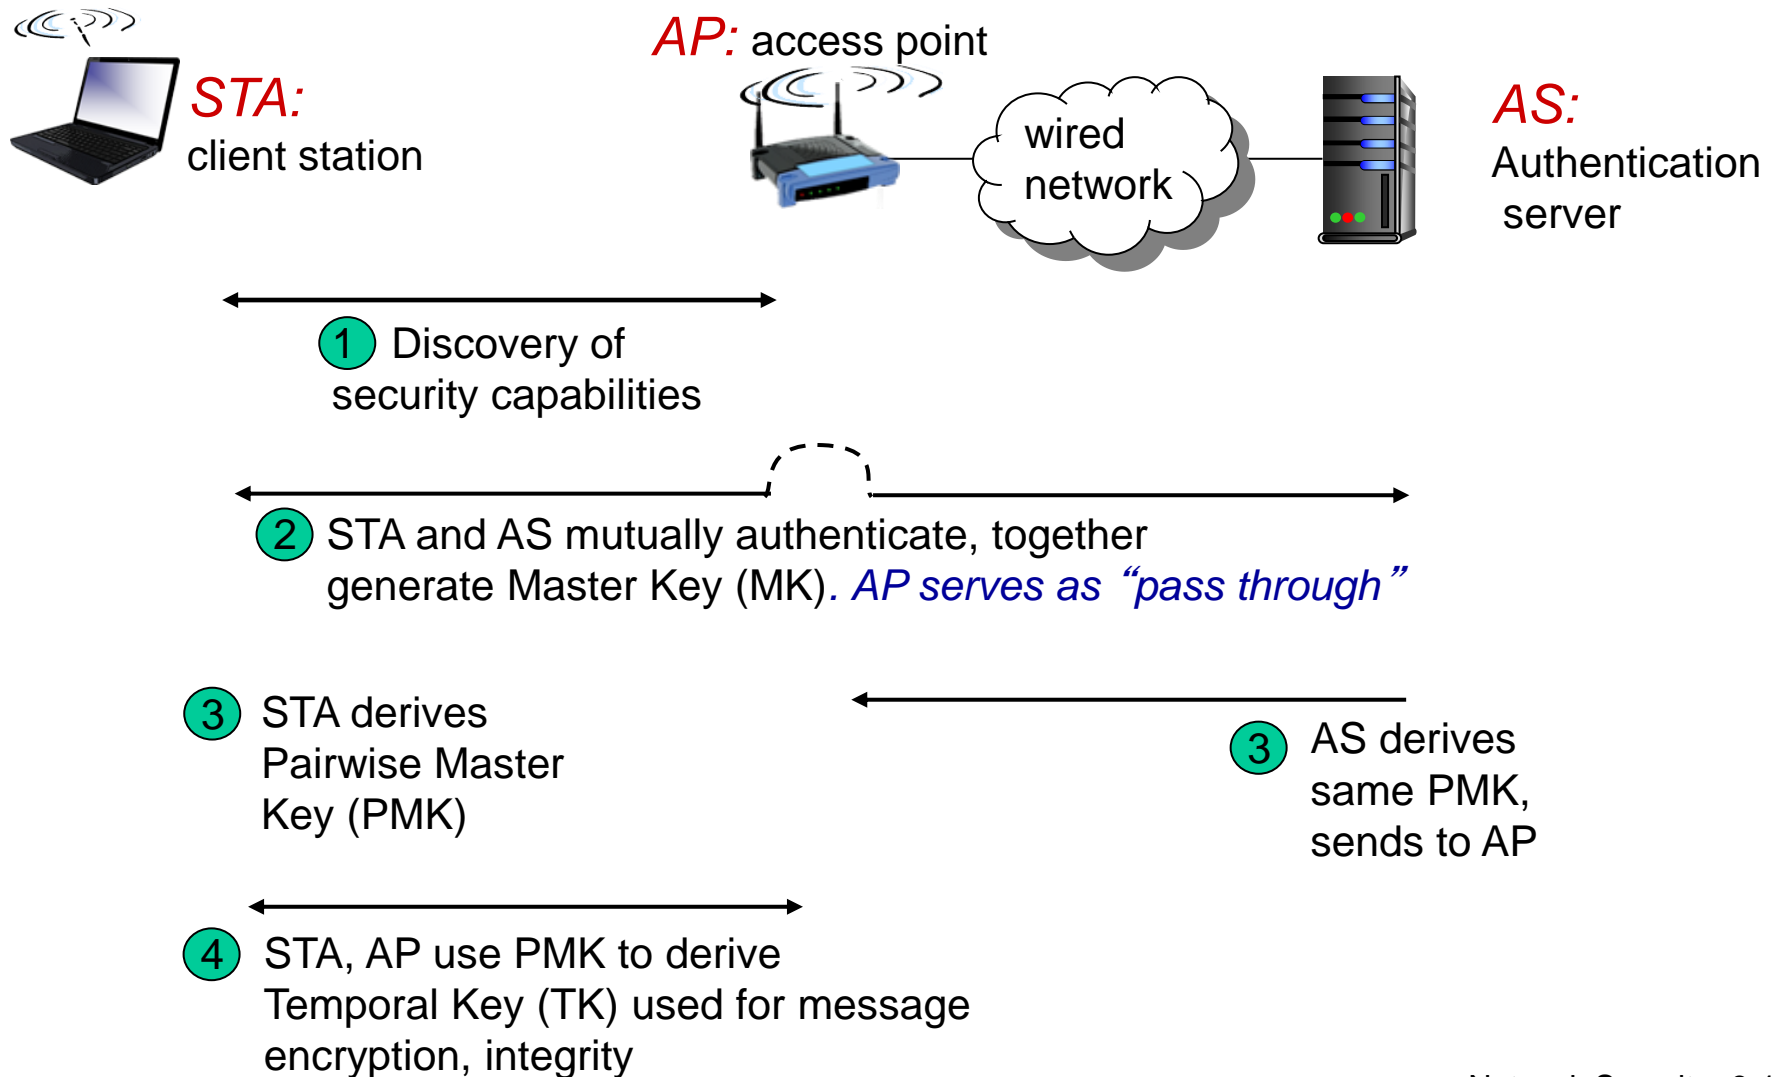 AP: access point
STA:
client station
wired
network
AS:
Authentication
server
1 Discovery of
security capabilities
2 STA and AS mutually authenticate, together
generate Master Key (MK). AP serves as “pass through”
3 STA derives
Pairwise Master
Key (PMK)
3 AS derives
same PMK,
sends to AP
4 STA, AP use PMK to derive
Temporal Key (TK) used for message
encryption, integrity